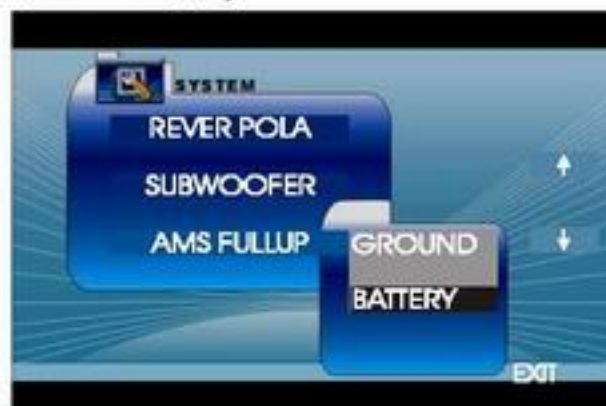 SYSTEM
REVER POLA
SUBWOOFER
AMS FULLUP
GROUND
BATTERY
EXIT